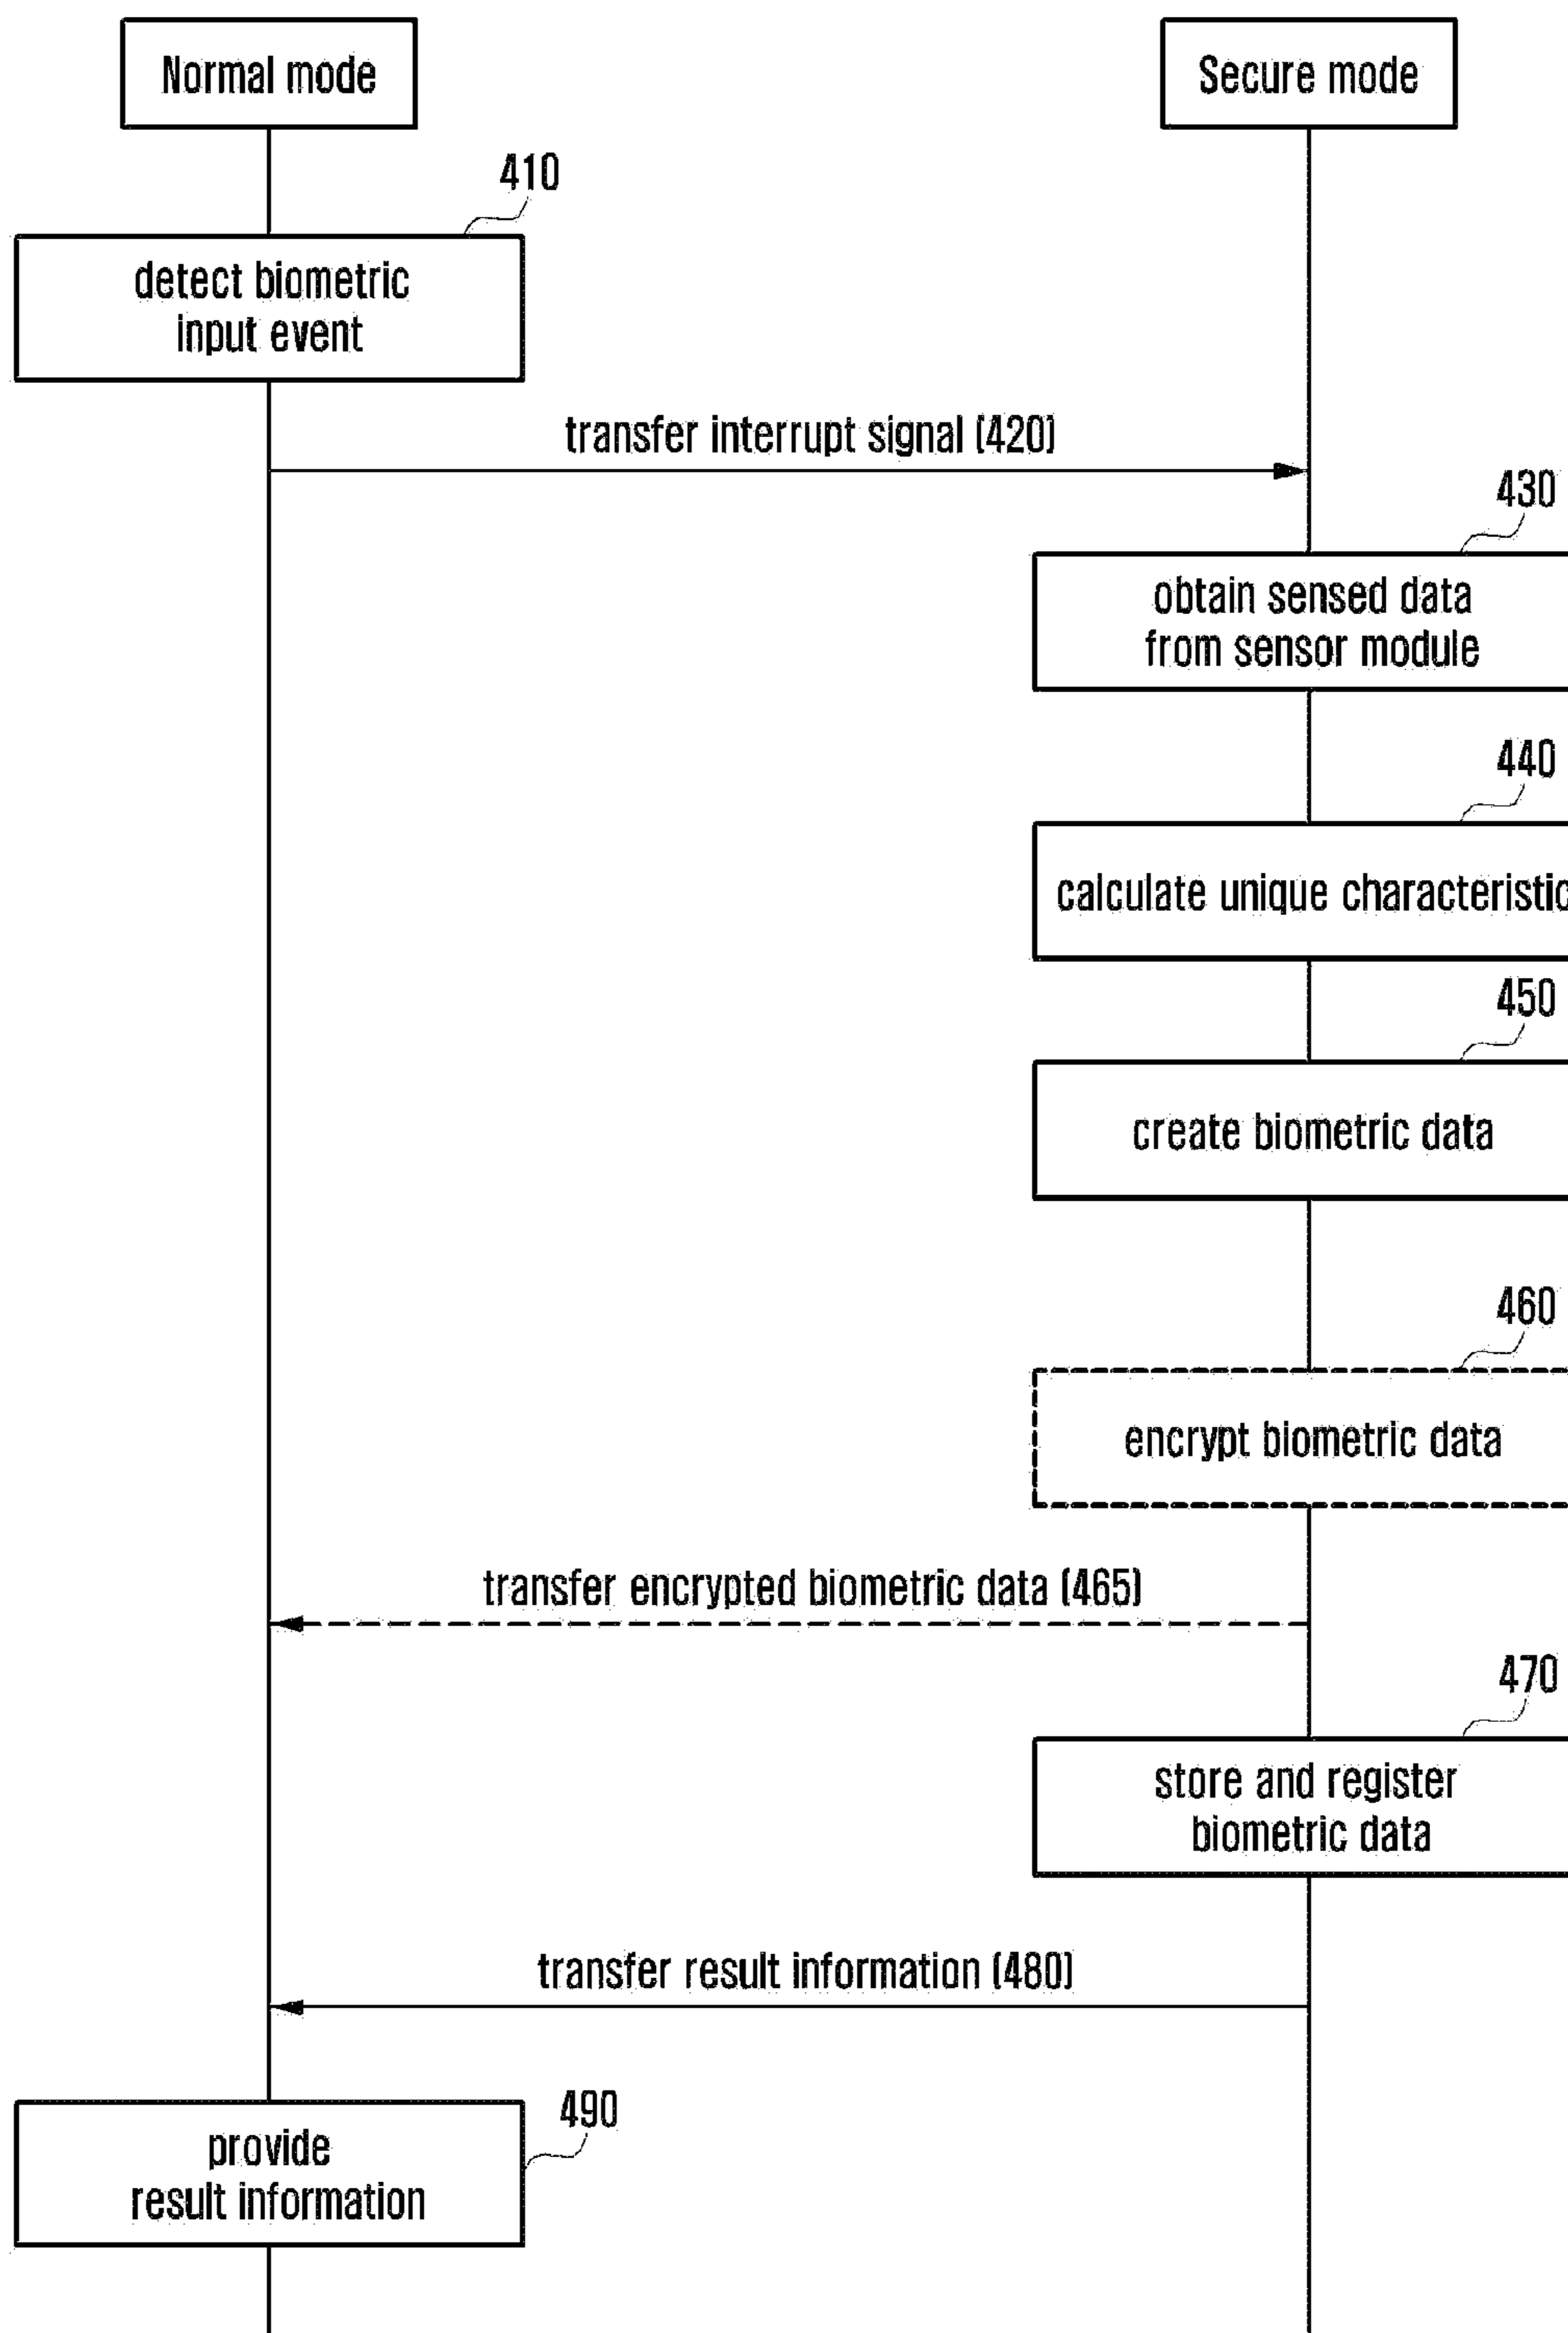 Normal mode
Secure mode
410
detect biometric
input event
transfer interrupt signal (420)
430
obtain sensed data
from sensor module
440
calculate unique characteristic
450
create biometric data
460
encrypt biometric data
transfer encrypted biometric data (465)
470
store and register
biometric data
transfer result information (480)
490
provide
result information